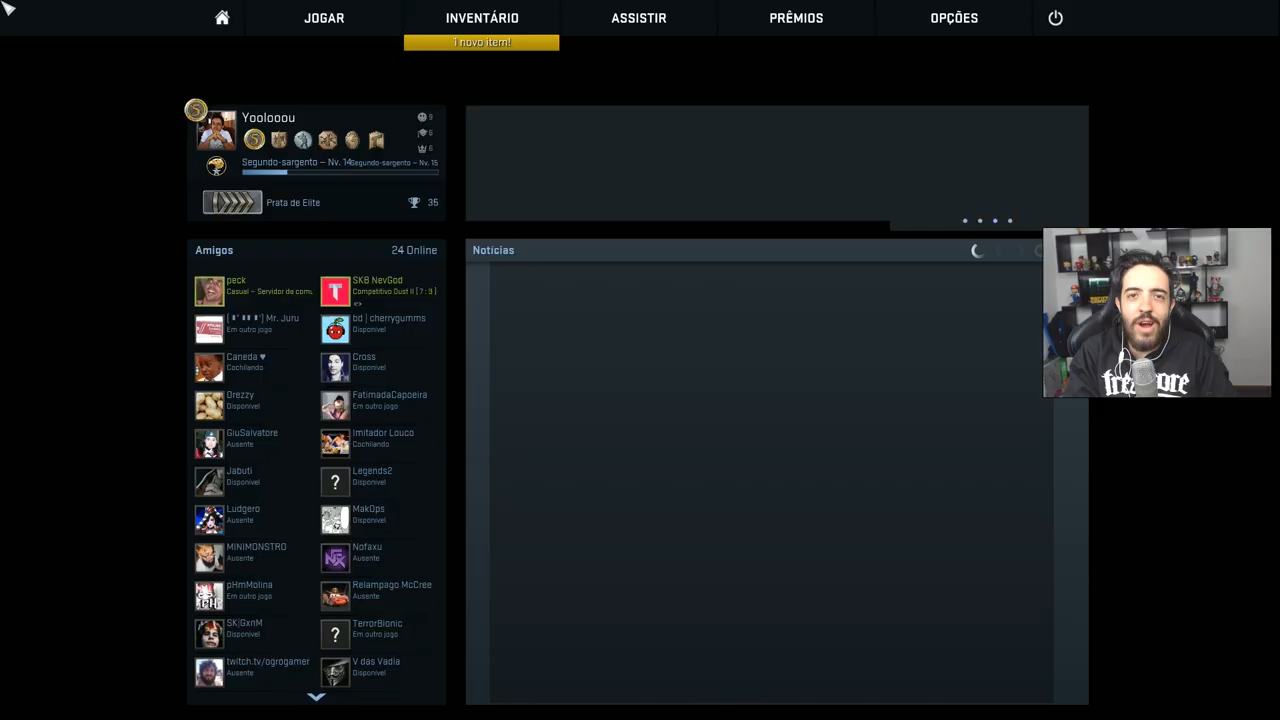 JOGAR
INVENTÁRIO
ASSISTIR
PRÊMIOS
OPÇÕES
1 novo item!
Yoolooou
9
6
6
Segundo-sargento – Nv. 14
Segundo-sargento – Nv. 15
Prata de Elite
35
Amigos
24 Online
Notícias
peck
Casual – Servidor da comu
SK8 NevGod
Competitivo Dust II [ 7 : 3 ]
Mr. Juru
Em outro jogo
bd | cherrygumms
Disponível
Caneda ♥
Cochilando
Cross
Disponível
Drezzy
Disponível
FatimadaCapoeira
Em outro jogo
GiuSalvatore
Ausente
Imitador Louco
Cochilando
Jabuti
Disponível
Legends2
Disponível
Ludgero
Ausente
MakOps
Disponível
MINIMONSTRO
Ausente
Nofaxu
Ausente
pHmMolina
Em outro jogo
Relampago McCree
Ausente
SK|GxnM
Disponível
TerrorBionic
Em outro jogo
twitch.tv/ogrogamer
Ausente
V das Vadia
Disponível